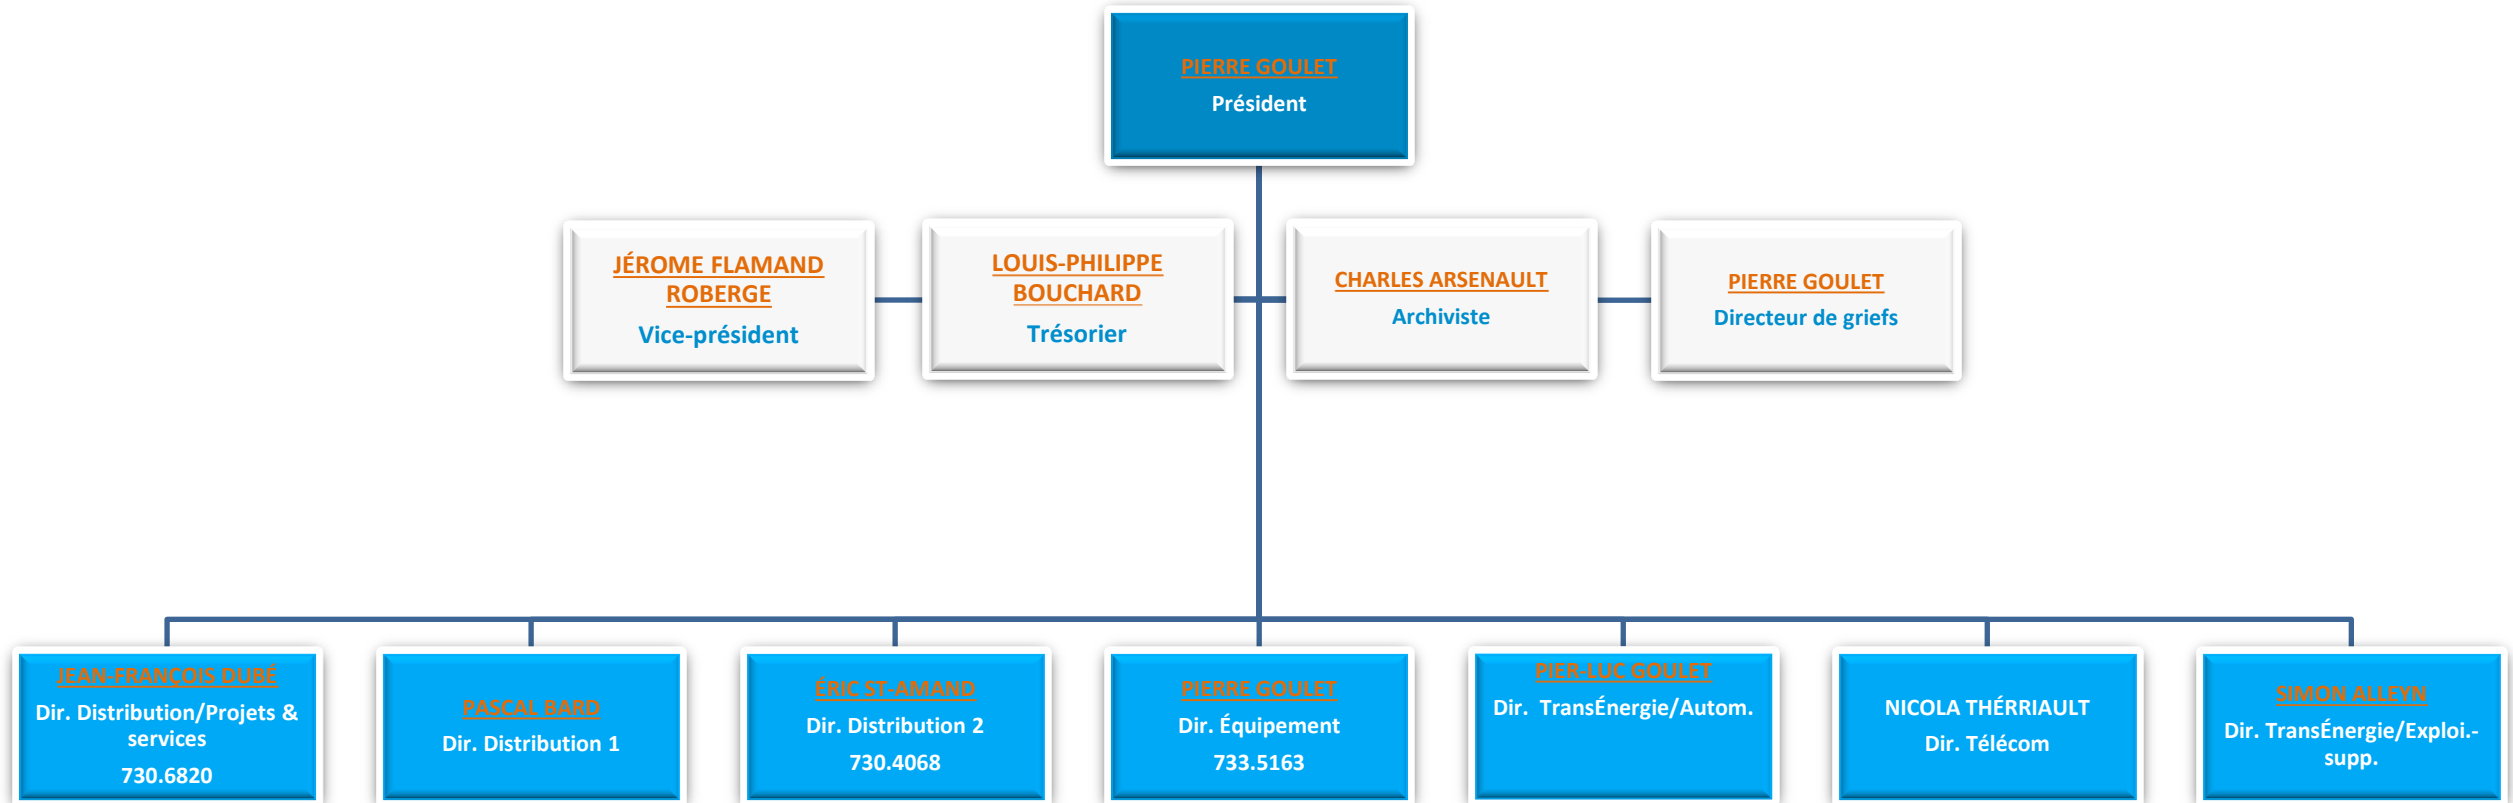 PIERRE GOULET
Président
JÉROME FLAMAND
ROBERGE
Vice-président
LOUIS-PHILIPPE
BOUCHARD
Trésorier
CHARLES ARSENAULT
Archiviste
PIERRE GOULET
Directeur de griefs
JEAN-FRANÇOIS DUBÉ
Dir. Distribution/Projets &
services
730.6820
PASCAL BARD
Dir. Distribution 1
ÉRIC ST-AMAND
Dir. Distribution 2
730.4068
PIERRE GOULET
Dir. Équipement
733.5163
PIER-LUC GOULET
Dir. TransÉnergie/Autom.
NICOLA THÉRRIAULT
Dir. Télécom
SIMON ALLEYN
Dir. TransÉnergie/Exploi.-
supp.